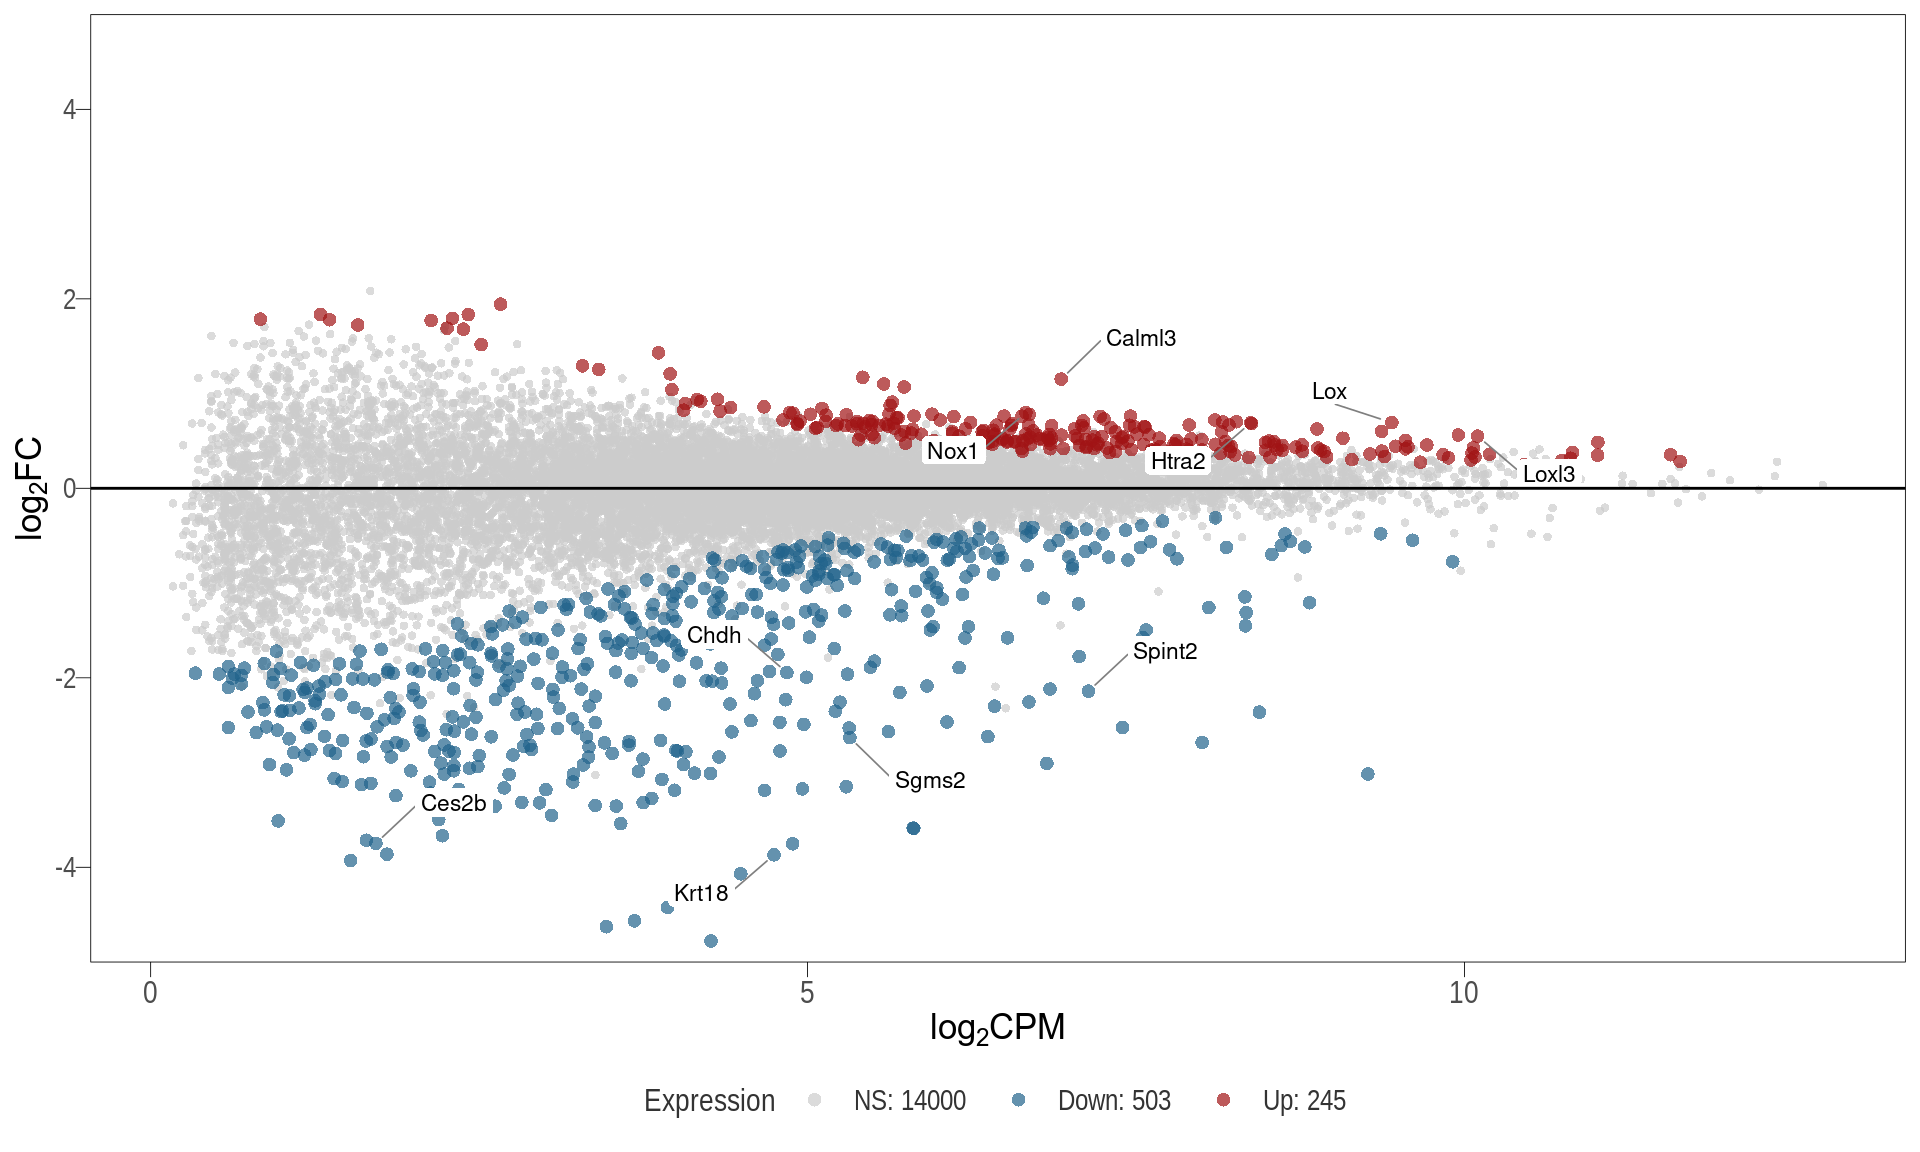 4
2
0
-2
-4
log2FC
Calml3
Lox
Nox1
Htra2
Loxl3
Chdh
Spint2
Sgms2
Ces2b
Krt18
0 5 10
log2CPM
Expression NS: 14000 Down: 503 Up: 245